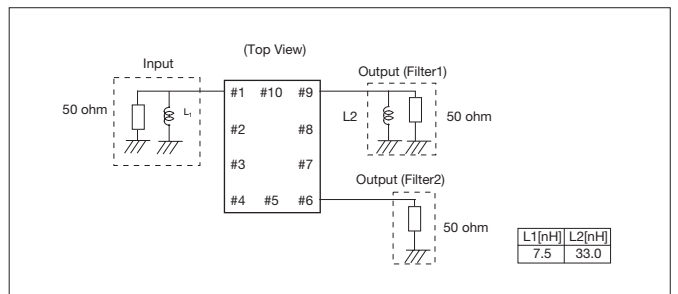 (Top View)
Input
Output (Filter1)
50 ohm
L1
#1 #10 #9
L2
50 ohm
#2 #8
#3 #7
Output (Filter2)
#4 #5 #6
50 ohm
L1[nH] L2[nH]
7.5 33.0